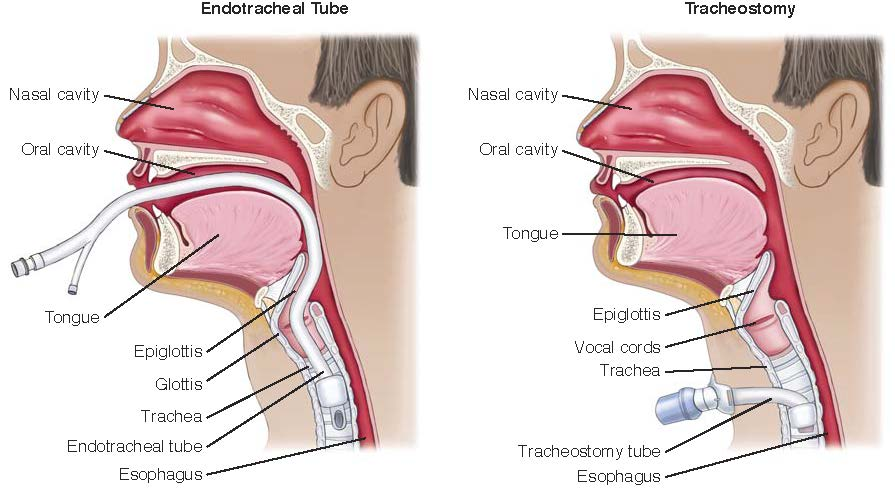 Endotracheal Tube
Nasal cavity
Oral cavity
Tongue
Epiglottis
Glottis
Trachea
Endotracheal tube
Esophagus
Tracheostomy
Nasal cavity
Oral cavity
Tongue
Epiglottis
Vocal cords
Trachea
Tracheostomy tube
Esophagus